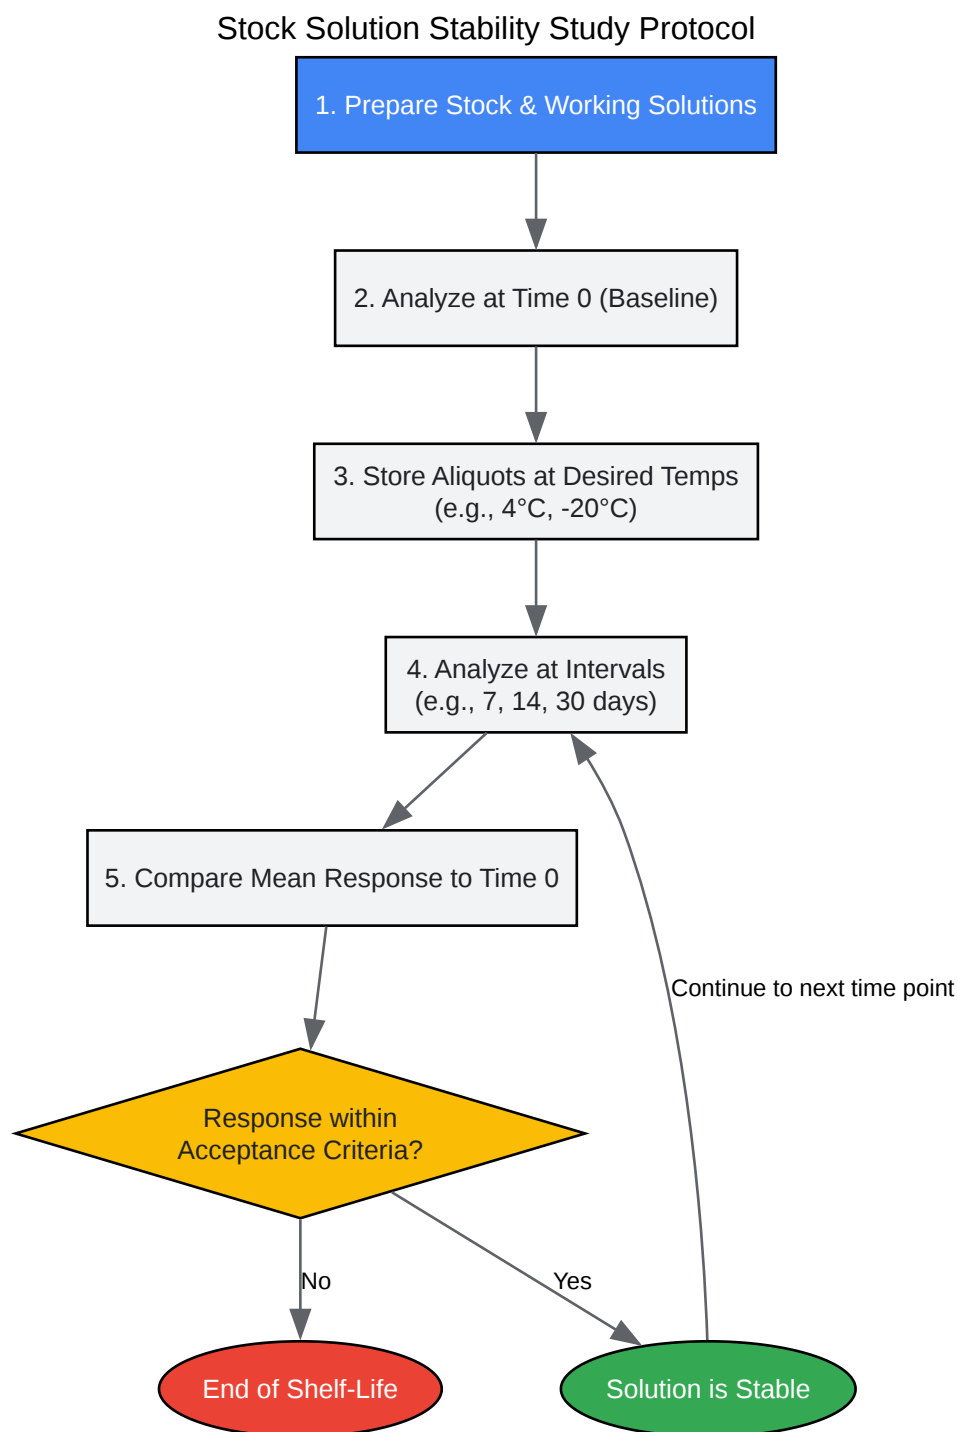 Stock Solution Stability Study Protocol
1. Prepare Stock & Working Solutions
2. Analyze at Time 0 (Baseline)
3. Store Aliquots at Desired Temps
(e.g., 4°C, -20°C)
4. Analyze at Intervals
(e.g., 7, 14, 30 days)
5. Compare Mean Response to Time 0
Continue to next time point
Response within
Acceptance Criteria?
No
Yes
End of Shelf-Life
Solution is Stable